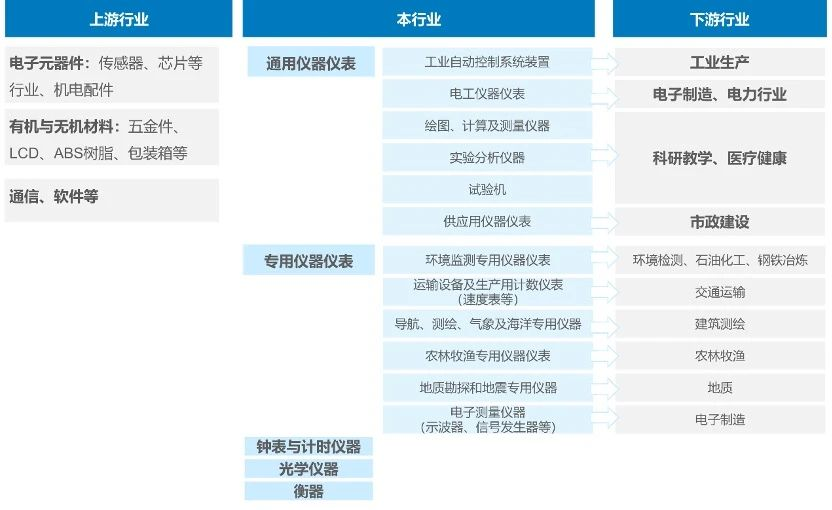 上游行业
本行业
下游行业
电子元器件：传感器、芯片等
行业、机电配件
有机与无机材料：五金件、
LCD、ABS树脂、包装箱等
通信、软件等
通用仪器仪表
工业自动控制系统装置
工业生产
电工仪器仪表
电子制造、电力行业
绘图、计算及测量仪器
实验分析仪器
科研教学、医疗健康
试验机
供应用仪器仪表
市政建设
专用仪器仪表
环境监测专用仪器仪表
环境检测、石油化工、钢铁冶炼
运输设备及生产用计数仪表
（速度表等）
交通运输
导航、测绘、气象及海洋专用仪器
建筑测绘
农林牧渔专用仪器仪表
农林牧渔
地质勘探和地震专用仪器
地质
电子测量仪器
（示波器、信号发生器等）
电子制造
钟表与计时仪器
光学仪器
衡器